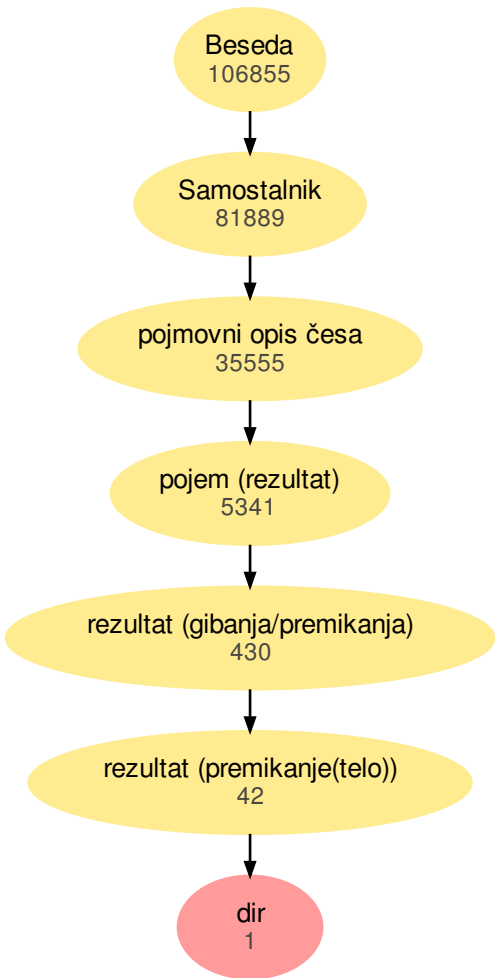 Beseda
106855
Samostalnik
81889
pojmovni opis česa
35555
pojem (rezultat)
5341
rezultat (gibanja/premikanja)
430
rezultat (premikanje(telo))
42
dir
1